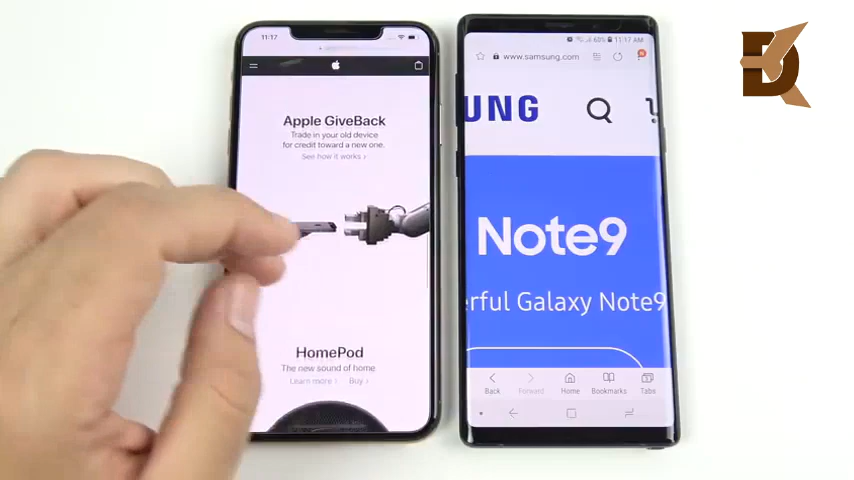 11:17
Apple GiveBack
Trade in your old device
for credit toward a new one.
See how it works ›
HomePod
The new sound of home
Learn more › Buy ›
60% 11:17 AM
www.samsung.com
UNG
Note9
erful Galaxy Note9
Back Forward Home Bookmarks Tabs